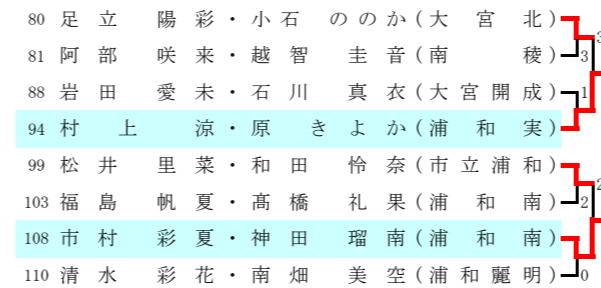 80 足立 陽彩・小石 ののか(大宮北)
3
81 阿部 咲来・越智 圭音(南稜)
3
88 岩田 愛未・石川 真衣(大宮開成)
1
94 村上 涼・原 きよか(浦和実)
99 松井 里菜・和田 怜奈(市立浦和)
2
103 福島 帆夏・髙橋 礼果(浦和南)
2
108 市村 彩夏・神田 瑠南(浦和南)
110 清水 彩花・南畑 美空(浦和麗明)
0